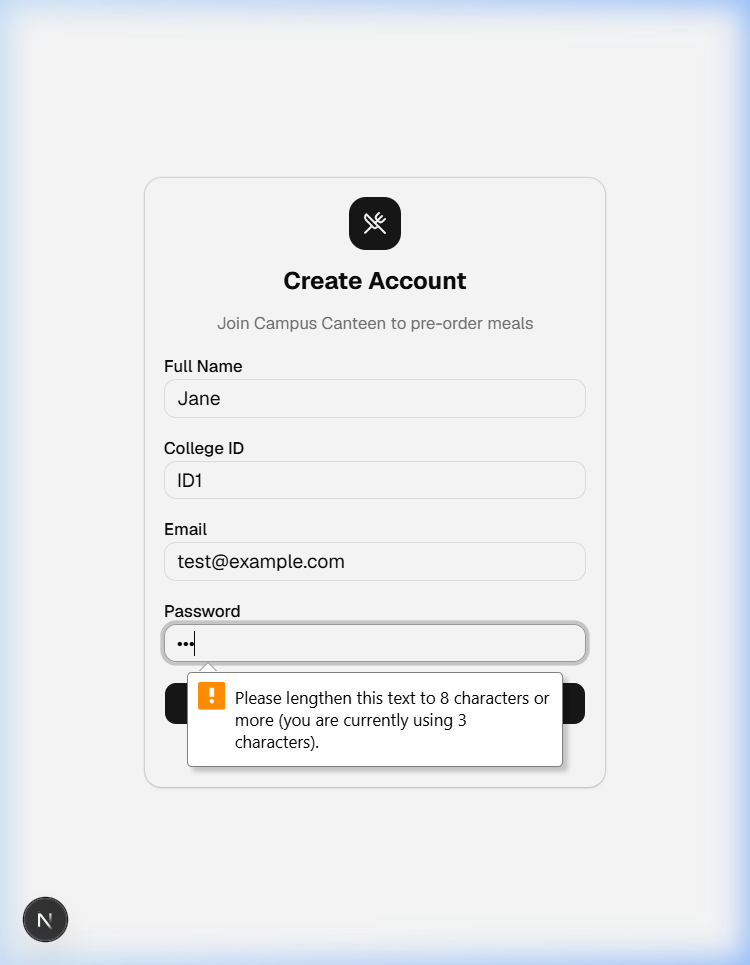 Create Account
Join Campus Canteen to pre-order meals
Full Name
Jane
College ID
ID1
Email
test@example.com
Password
•••
Please lengthen this text to 8 characters or
more (you are currently using 3
characters).
N